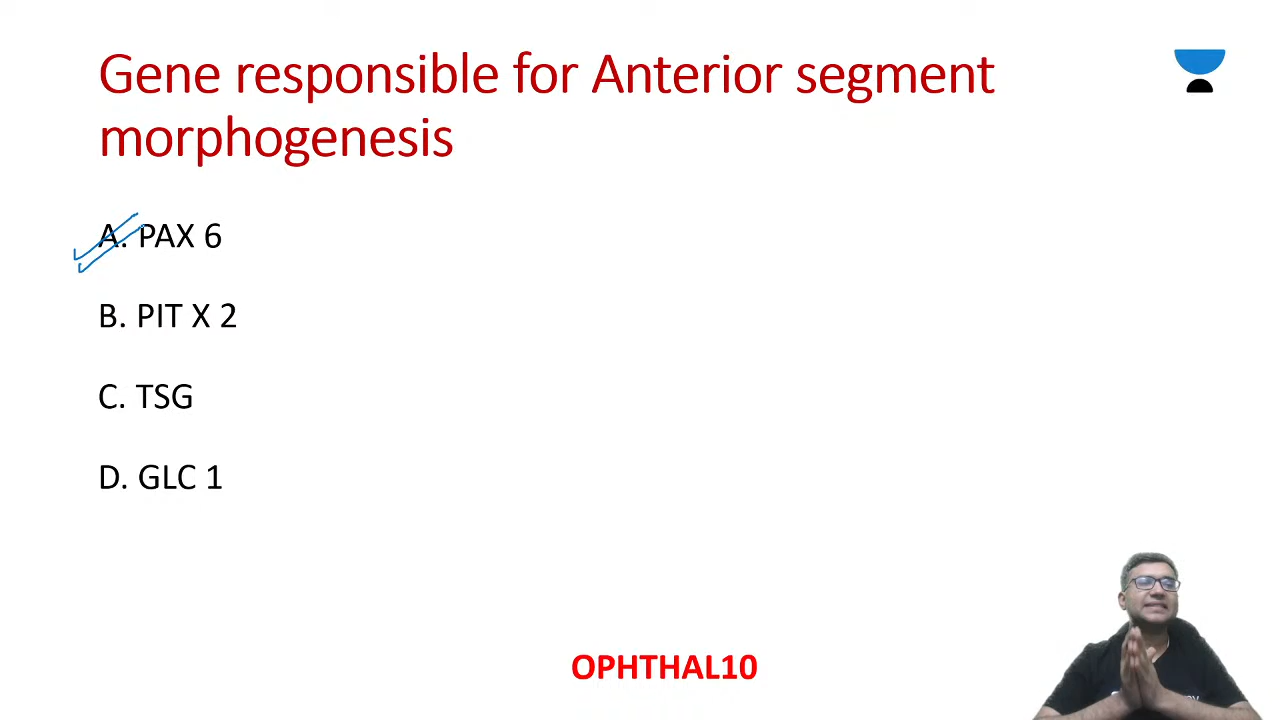 Gene responsible for Anterior segment
morphogenesis
A. PAX 6
B. PIT X 2
C. TSG
D. GLC 1
OPHTHAL10